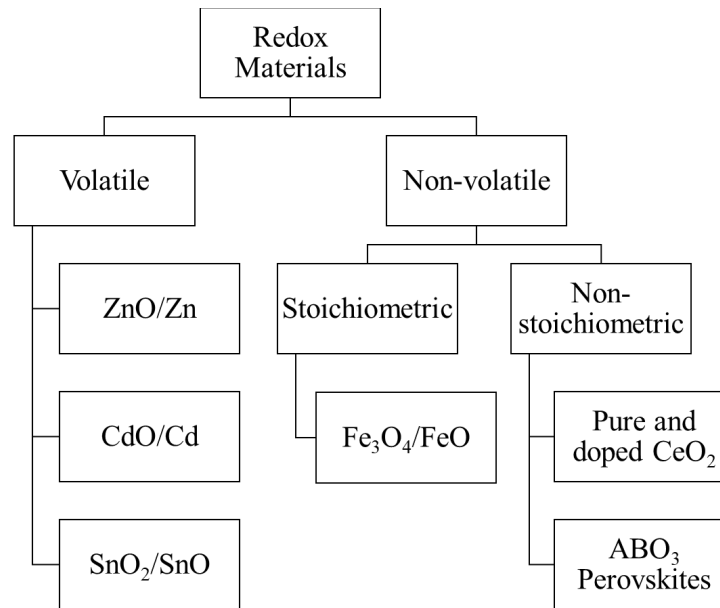 Redox
Materials
Volatile
Non-volatile
ZnO/Zn
Stoichiometric
Non-
stoichiometric
CdO/Cd
Fe₃O₄/FeO
Pure and
doped CeO₂
SnO₂/SnO
ABO₃
Perovskites